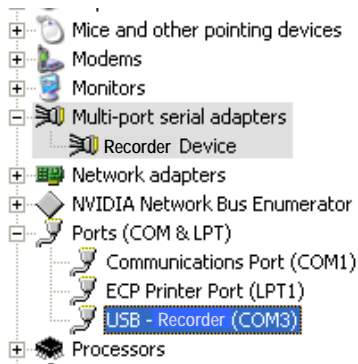 Mice and other pointing devices
Modems
Monitors
Multi-port serial adapters
Recorder Device
Network adapters
NVIDIA Network Bus Enumerator
Ports (COM & LPT)
Communications Port (COM1)
ECP Printer Port (LPT1)
USB - Recorder (COM3)
Processors